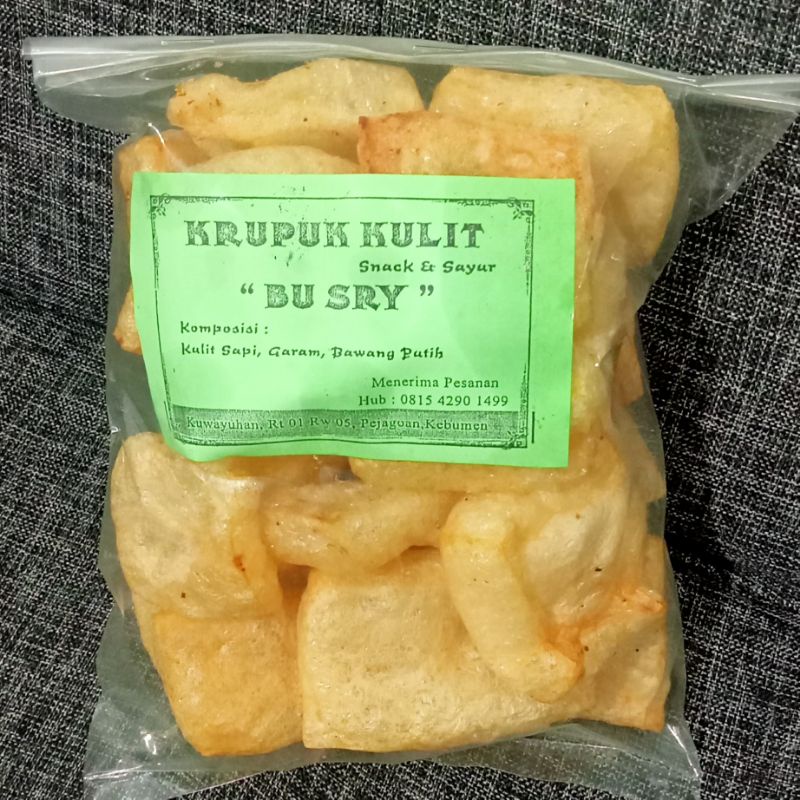 KRUPUK KULIT
Snack & Sayur
“ BU SRY ”
Komposisi :
Kulit Sapi, Garam, Bawang Putih
Menerima Pesanan
Hub : 0815 4290 1499
Kuwayuhan, Rt 01 Rw 05, Pejagoan,Kebumen